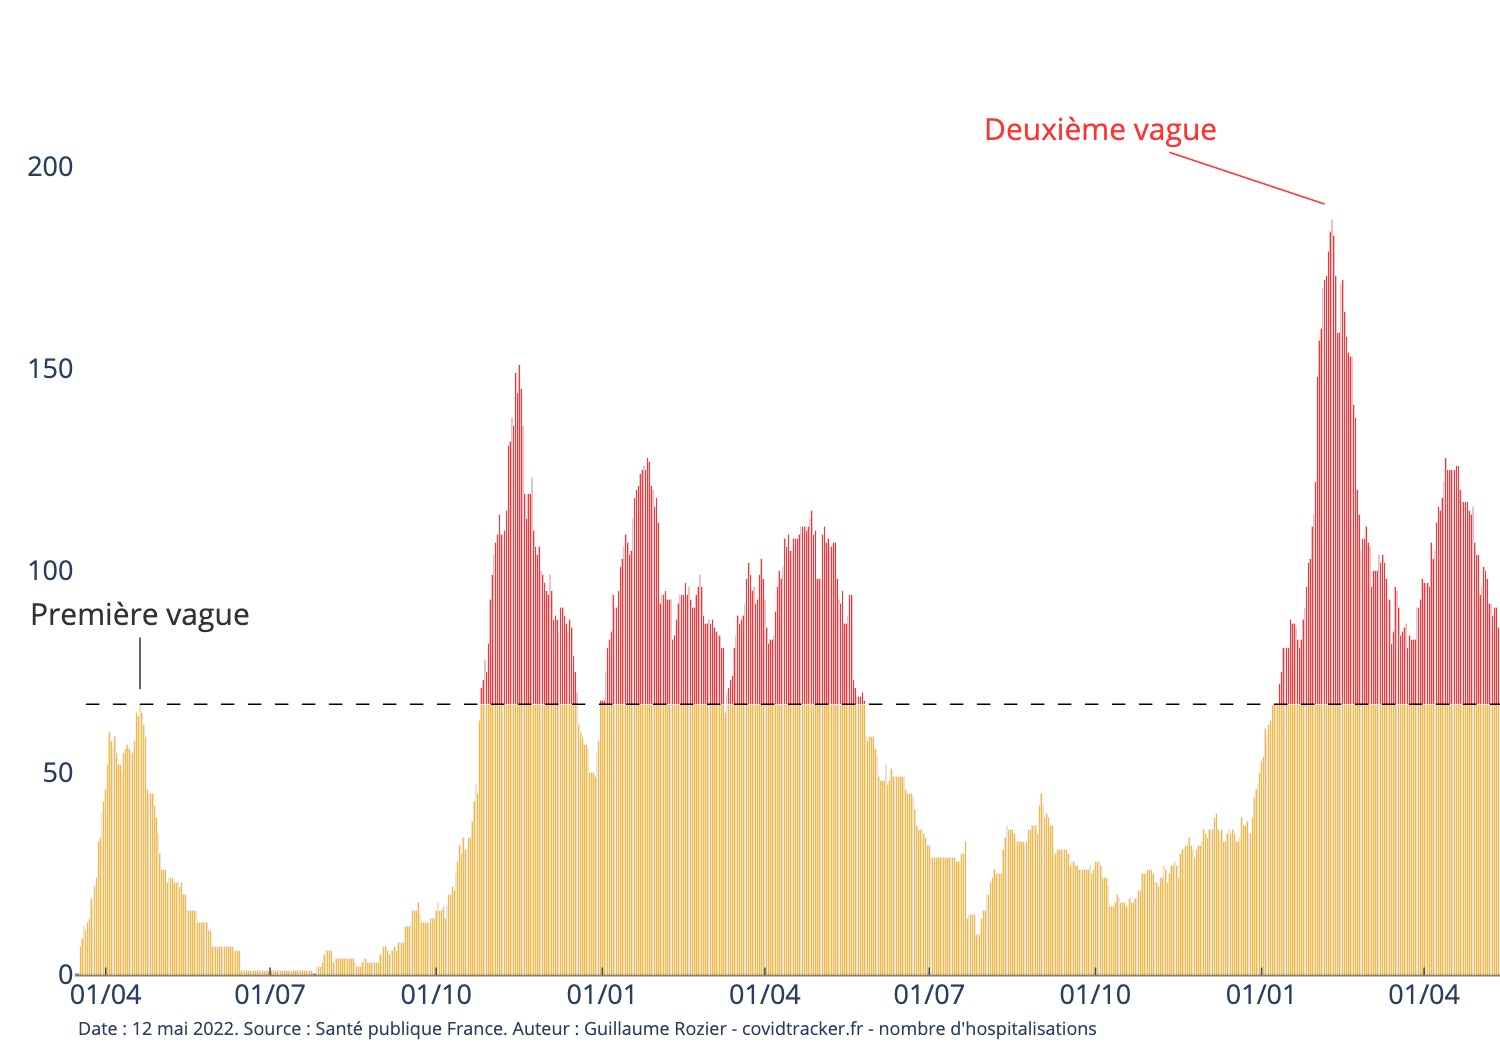 Deuxième vague
200
150
100
Première vague
50
0
01/04 01/07 01/10 01/01 01/04 01/07 01/10 01/01 01/04
Date : 12 mai 2022. Source : Santé publique France. Auteur : Guillaume Rozier - covidtracker.fr - nombre d'hospitalisations